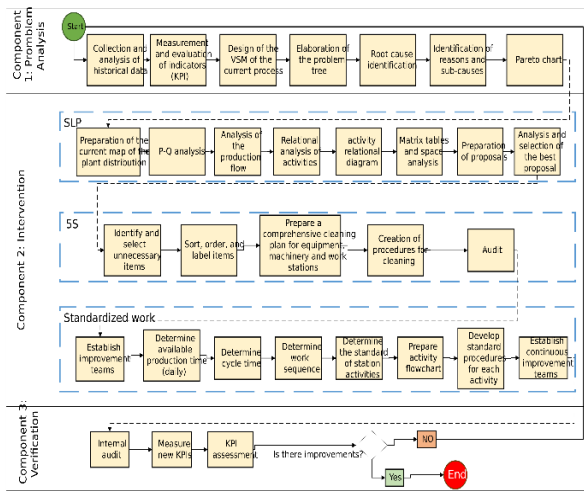 Component
1: Promblem
Analysis
Start
Collection and
analysis of
historical data
Measurement
and evaluation
of indicators
(KPI)
Design of the
VSM of the
current process
Elaboration of
the problem
tree
Root cause
identification
Identification of
reasons and
sub-causes
Pareto chart
Component 2: Intervention
SLP
Preparation of the
current map of the
plant distribution
P-Q analysis
Analysis of
the
production
flow
Relational
analysis of
activities
activity
relational
diagram
Matrix tables
and space
analysis
Preparation
of proposals
Analysis and
selection of
the best
proposal
5S
Identify and
select
unnecessary
items
Sort, order, and
label items
Prepare a
comprehensive cleaning
plan for equipment,
machinery and work
stations
Creation of
procedures for
cleaning
Audit
Standardized work
Establish
improvement
teams
Determine
available
production time
(daily)
Determine
cycle time
Determine
work
sequence
Determine
the standard
of station
activities
Prepare
activity
flowchart
Develop
standard
procedures
for each
activity
Establish
continuous
improvement
teams
Component 3:
Verification
Internal
audit
Measure
new KPIs
KPI
assessment
Is there improvements?
NO
Yes
End